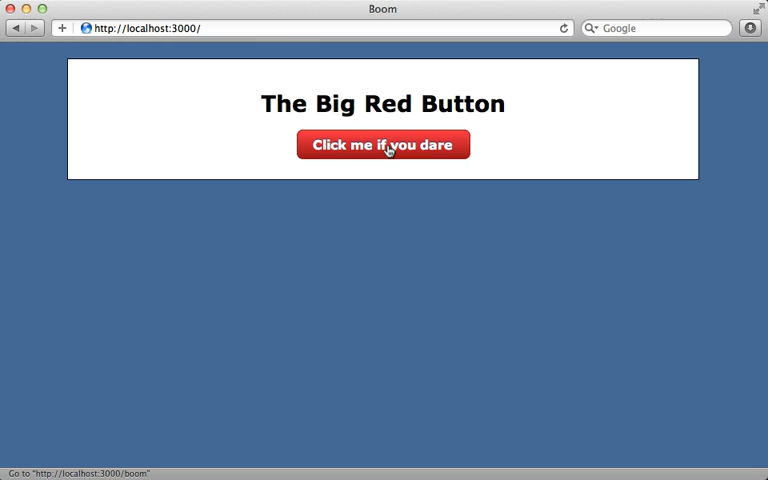 Boom
http://localhost:3000/
Google
The Big Red Button
Click me if you dare
Go to "http://localhost:3000/boom"